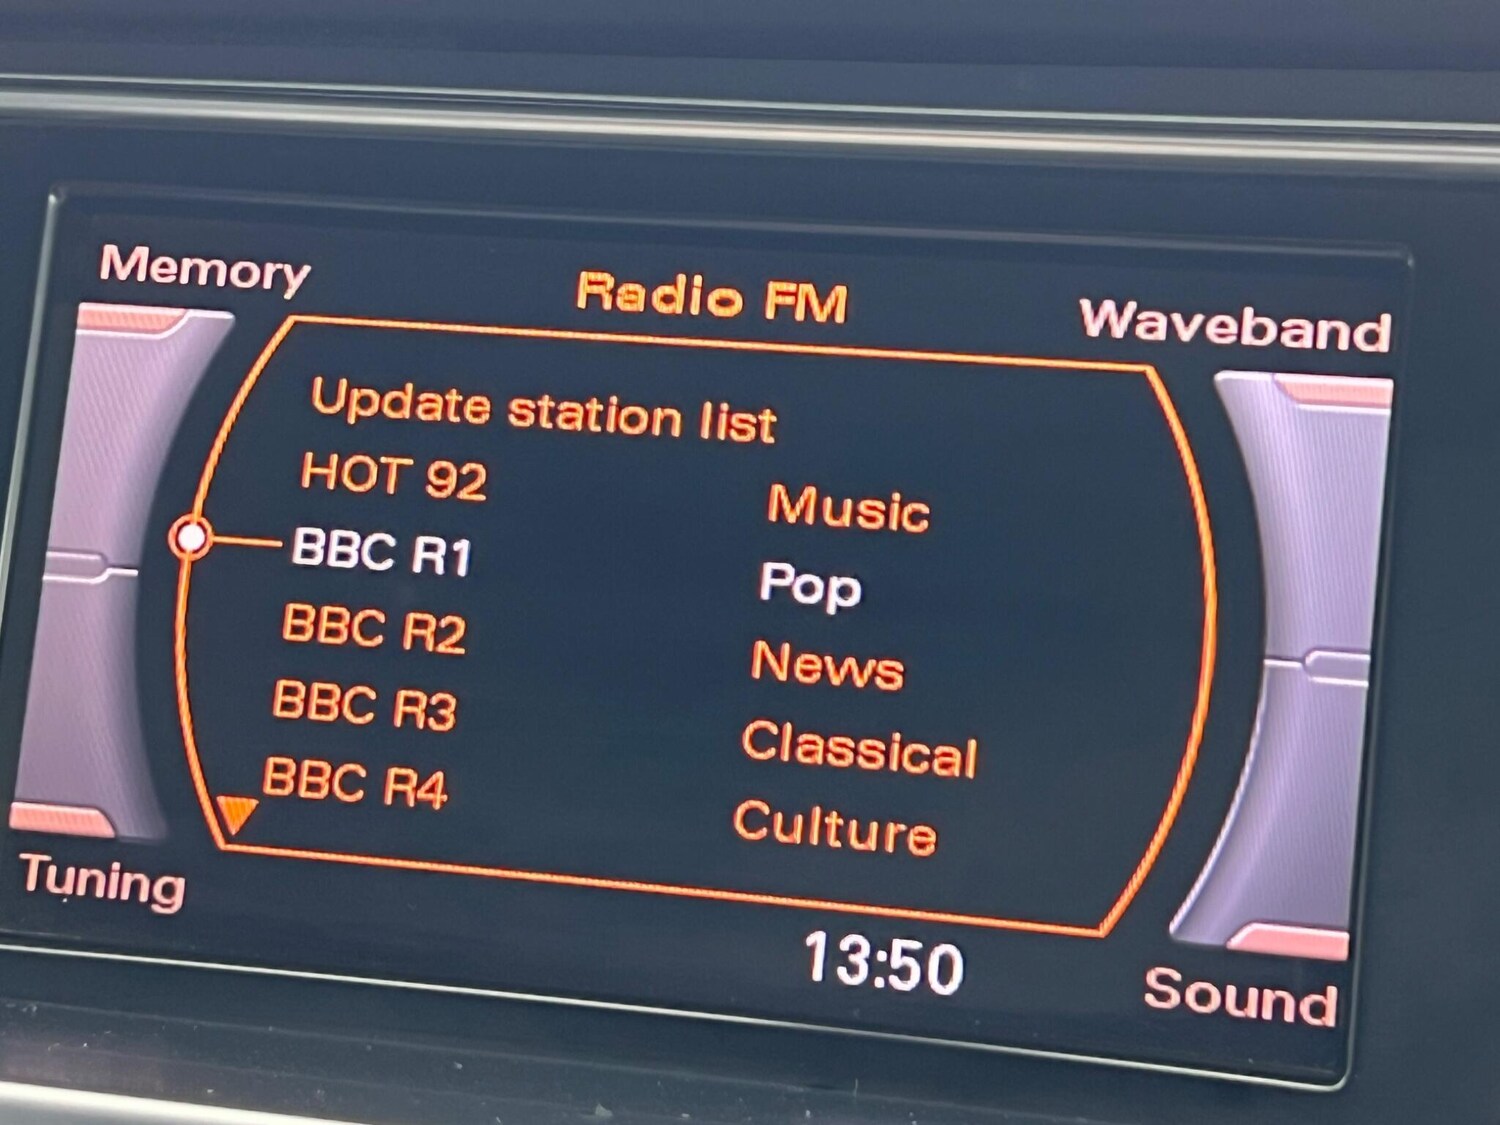 Memory
Radio FM
Waveband
Update station list
HOT 92 Music
BBC R1 Pop
BBC R2 News
BBC R3 Classical
BBC R4 Culture
Tuning
13:50
Sound